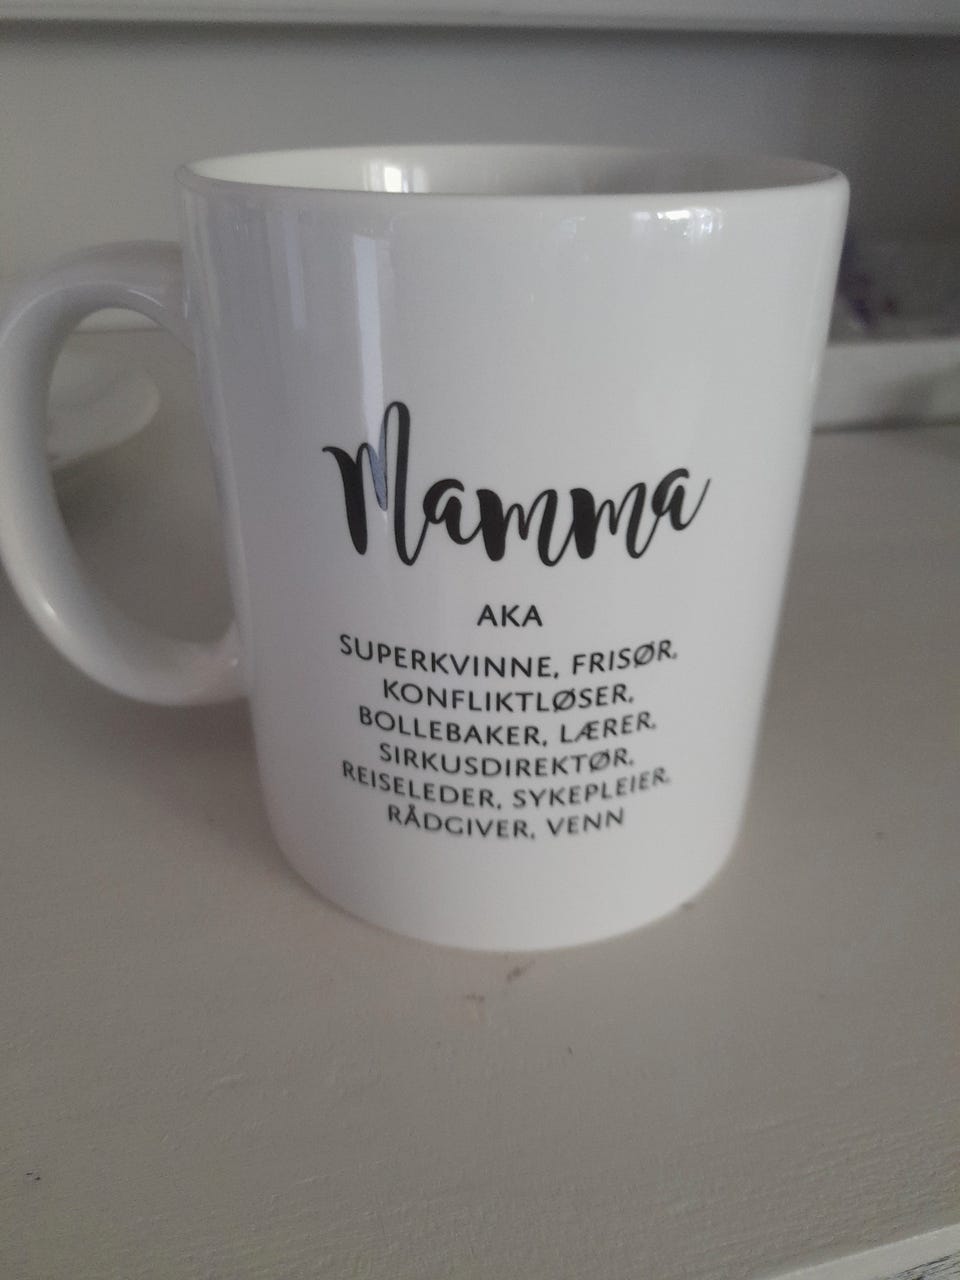 Mamma
AKA
SUPERKVINNE, FRISØR,
KONFLIKTLØSER,
BOLLEBAKER, LÆRER,
SIRKUSDIREKTØR,
REISELEDER, SYKEPLEIER,
RÅDGIVER, VENN